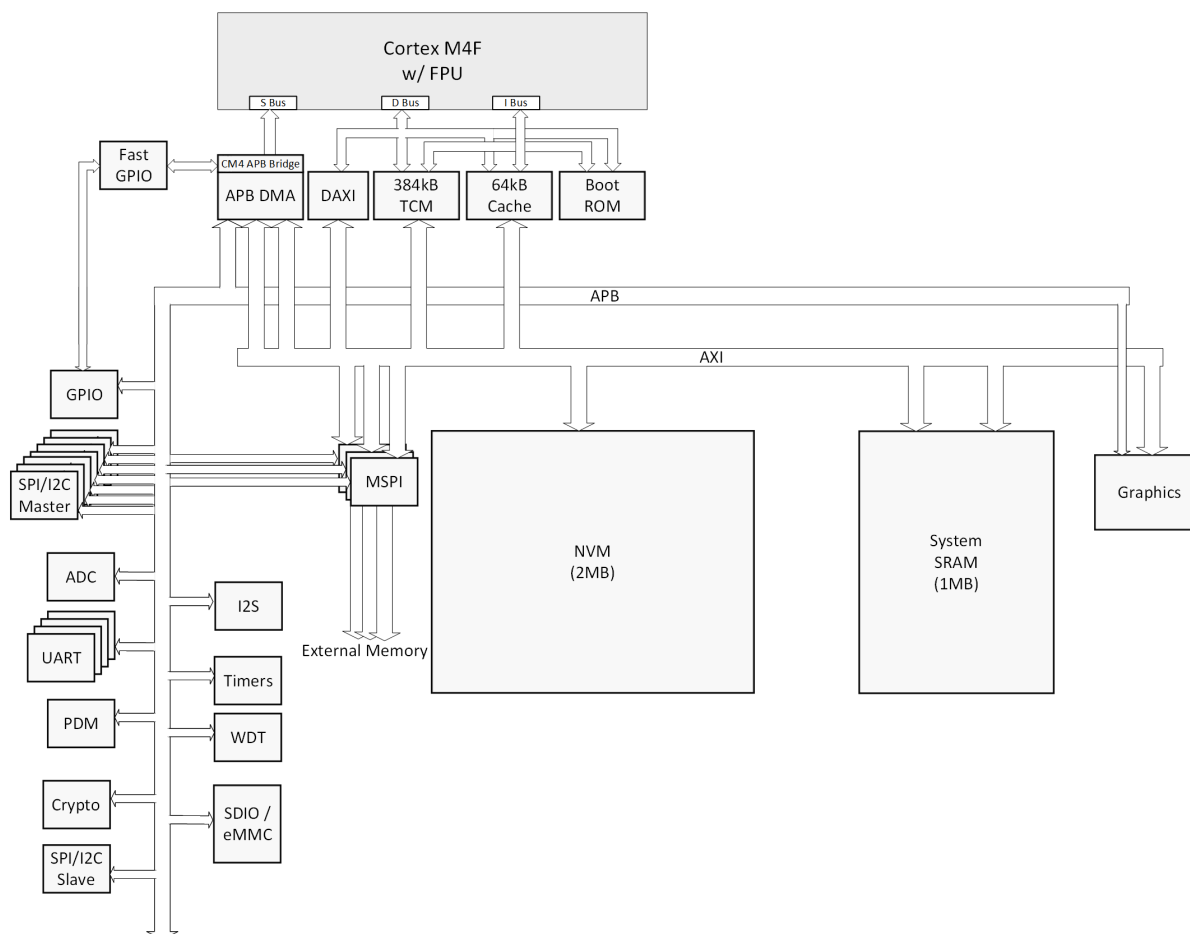 Cortex M4F
w/ FPU
S Bus
D Bus
I Bus
Fast
GPIO
CM4 APB Bridge
APB DMA
DAXI
384kB
TCM
64kB
Cache
Boot
ROM
APB
AXI
GPIO
SPI/I2C
Master
MSPI
Graphics
NVM
(2MB)
System
SRAM
(1MB)
ADC
I2S
UART
External Memory
Timers
PDM
WDT
Crypto
SDIO /
eMMC
SPI/I2C
Slave